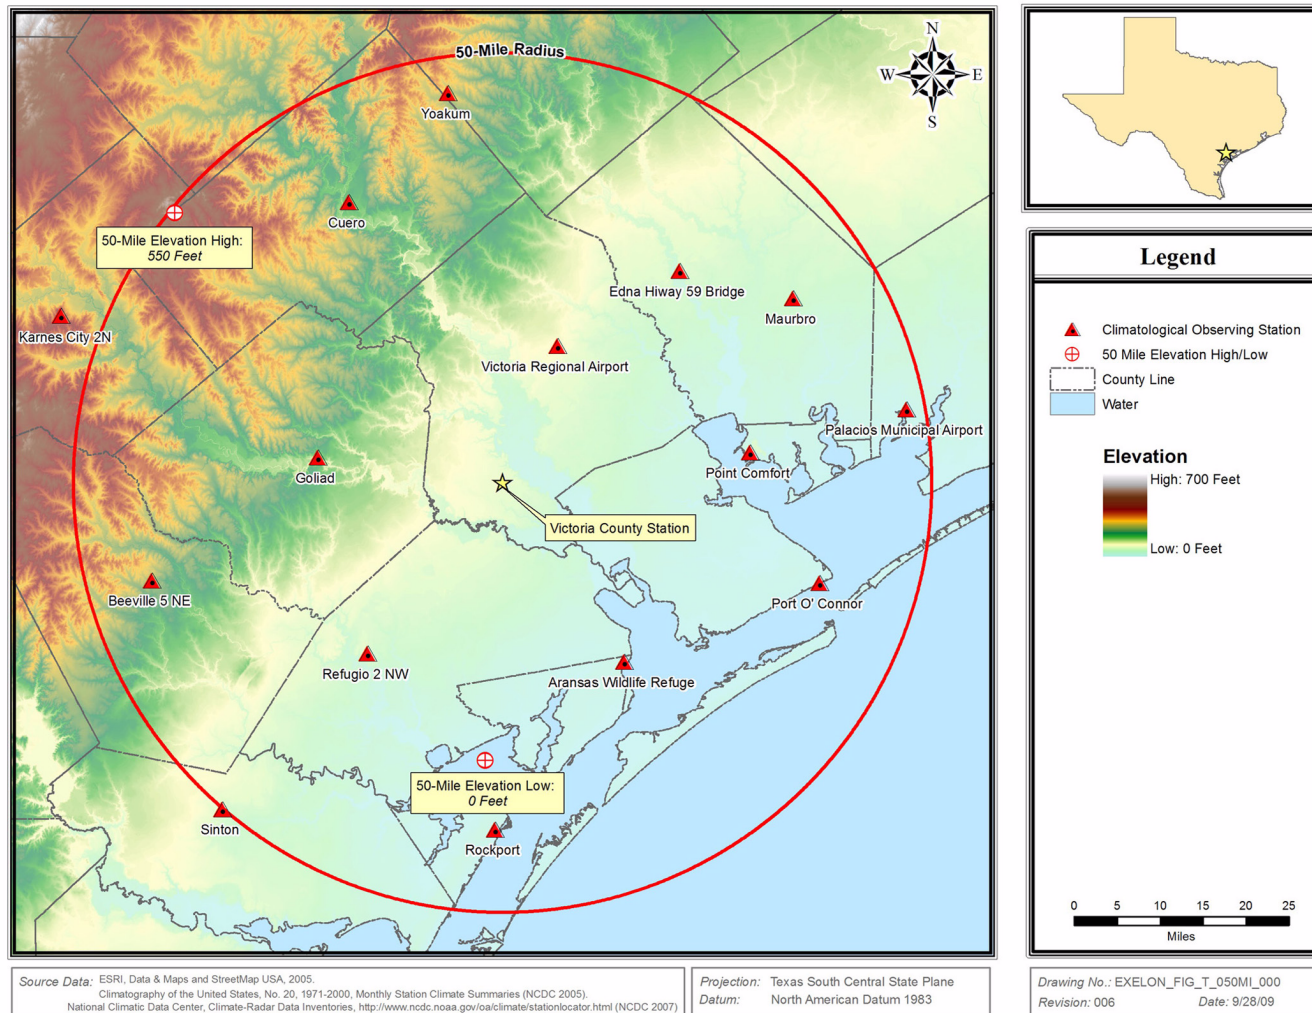 50-Mile Radius
N
W
E
S
Yoakum
Cuero
50-Mile Elevation High:
550 Feet
Edna Hiway 59 Bridge
Maurbro
Karnes City 2N
Victoria Regional Airport
Palacios Municipal Airport
Point Comfort
Goliad
Victoria County Station
Beeville 5 NE
Port O' Connor
Refugio 2 NW
Aransas Wildlife Refuge
50-Mile Elevation Low:
0 Feet
Sinton
Rockport
Legend
Climatological Observing Station
50 Mile Elevation High/Low
County Line
Water
Elevation
High: 700 Feet
Low: 0 Feet
0 5 10 15 20 25
Miles
Source Data: ESRI, Data & Maps and StreetMap USA, 2005.
Climatography of the United States, No. 20, 1971-2000, Monthly Station Climate Summaries (NCDC 2005).
National Climatic Data Center, Climate-Radar Data Inventories, http://www.ncdc.noaa.gov/oa/climate/stationlocator.html (NCDC 2007)
Projection: Texas South Central State Plane
Datum: North American Datum 1983
Drawing No.: EXELON_FIG_T_050MI_000
Revision: 006 Date: 9/28/09